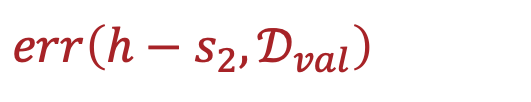 err(h − s₂, 𝒟ᵥₐₗ)